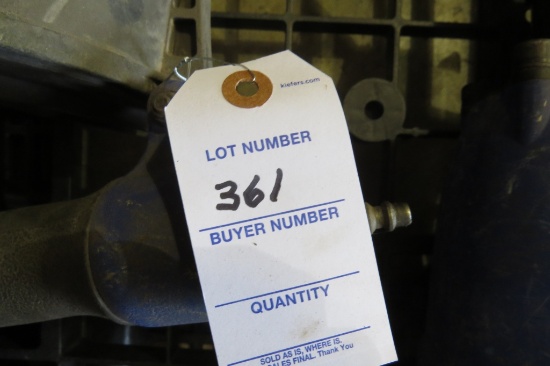 kiefers.com
LOT NUMBER
361
BUYER NUMBER
QUANTITY
SOLD AS IS, WHERE IS.
SALES FINAL. Thank You